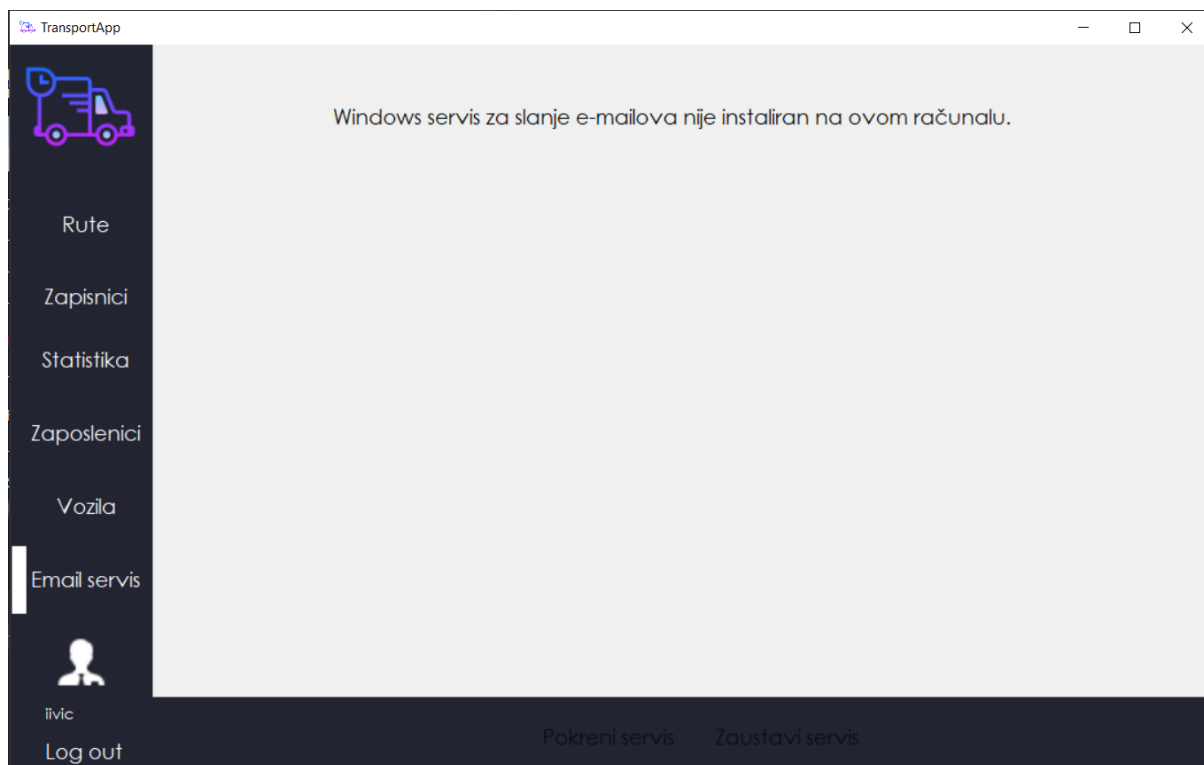 TransportApp
Windows servis za slanje e-mailova nije instaliran na ovom računalu.
Rute
Zapisnici
Statistika
Zaposlenici
Vozila
Email servis
iivic
Log out
Pokreni servis
Zaustavi servis